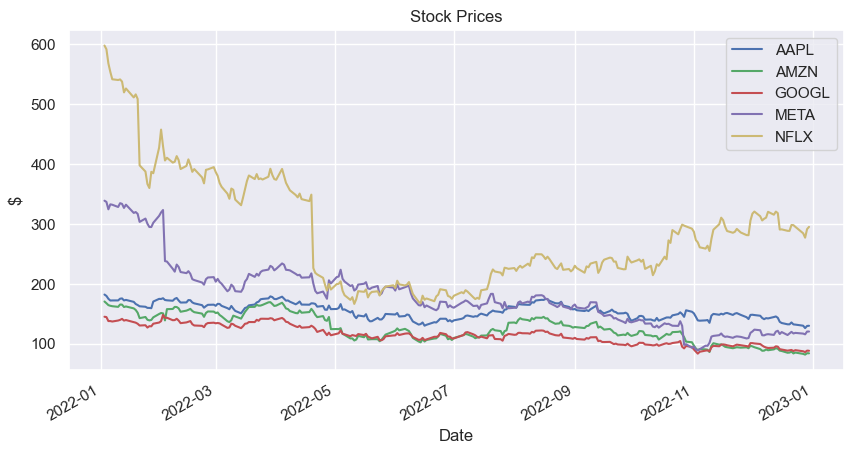 Stock Prices
600
500
400
300
200
100
$
AAPL
AMZN
GOOGL
META
NFLX
2022-01
2022-03
2022-05
2022-07
2022-09
2022-11
2023-01
Date